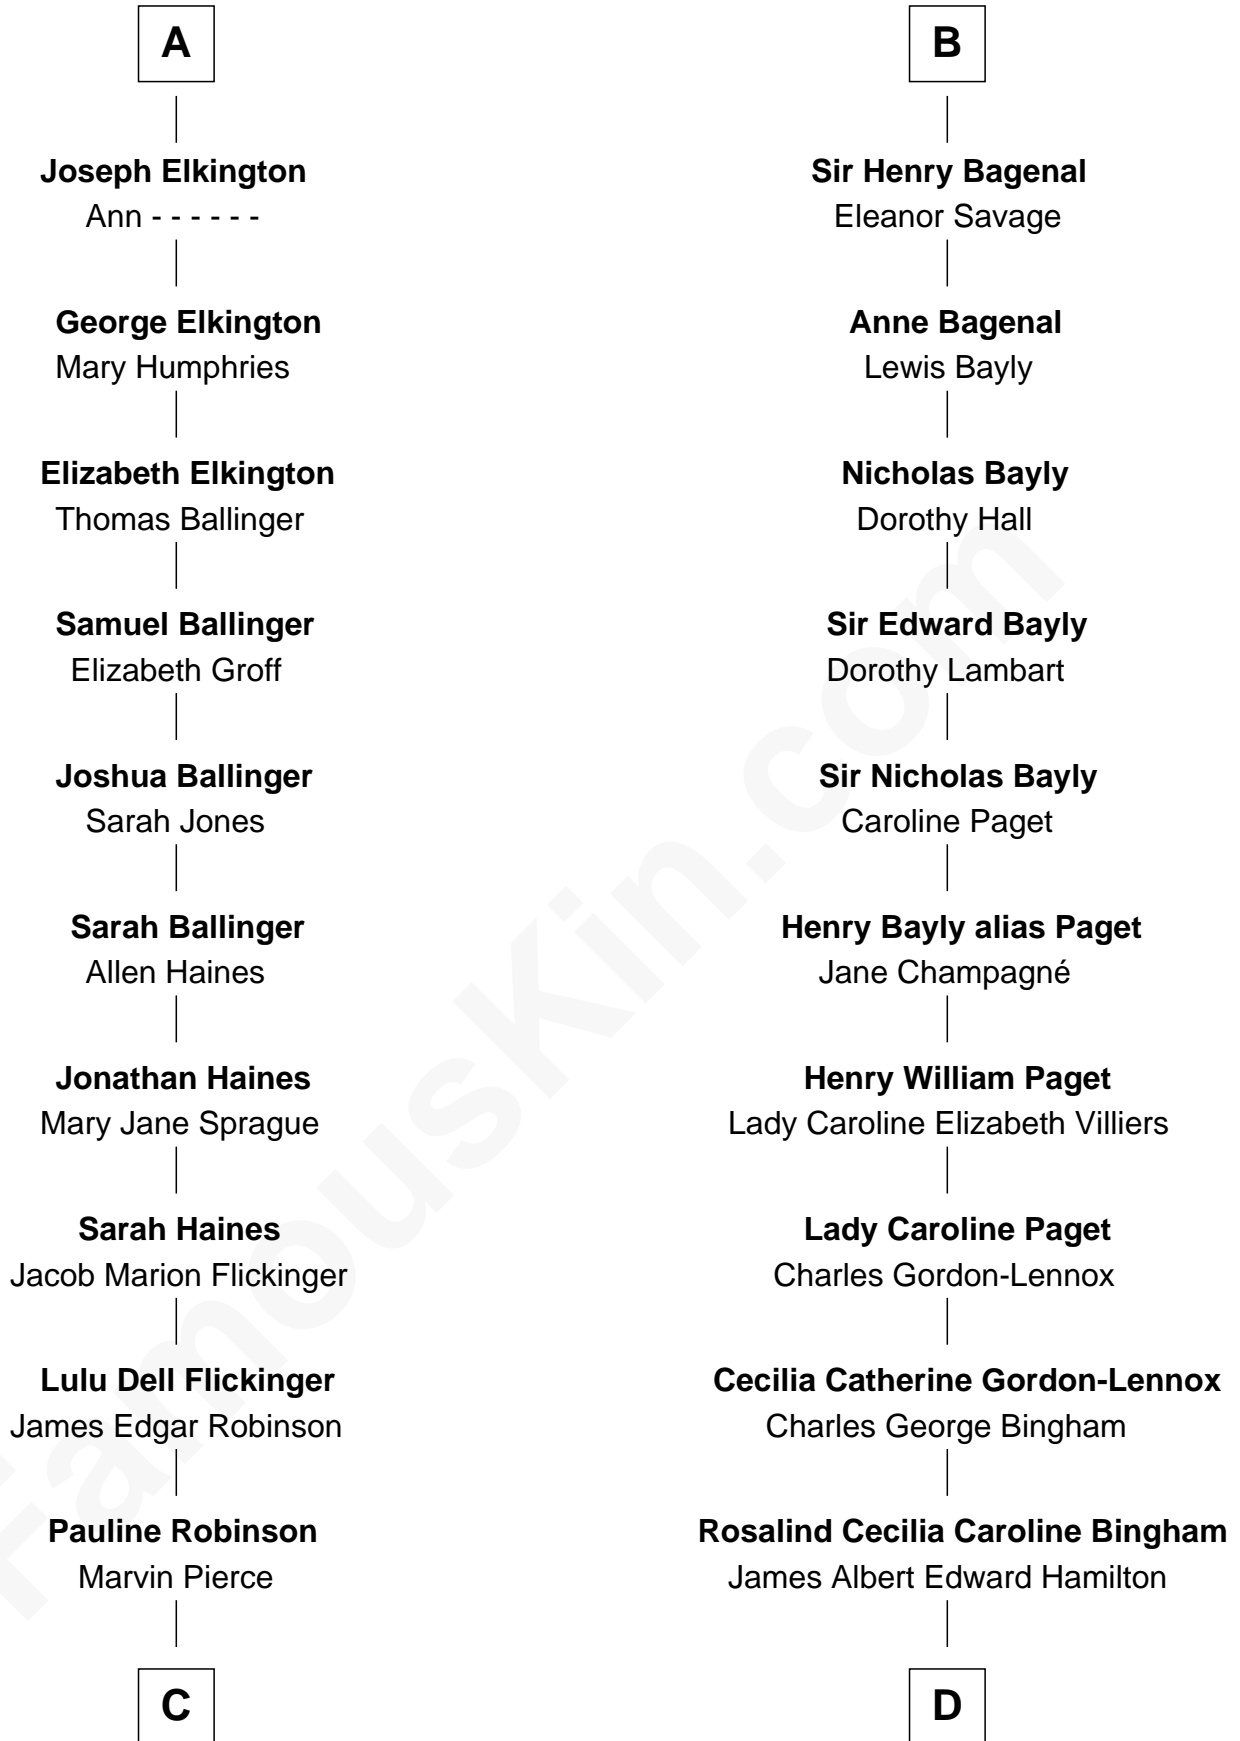 A
Joseph Elkington
Ann - - - - - -
George Elkington
Mary Humphries
Elizabeth Elkington
Thomas Ballinger
Samuel Ballinger
Elizabeth Groff
Joshua Ballinger
Sarah Jones
Sarah Ballinger
Allen Haines
Jonathan Haines
Mary Jane Sprague
Sarah Haines
Jacob Marion Flickinger
Lulu Dell Flickinger
James Edgar Robinson
Pauline Robinson
Marvin Pierce
C
B
Sir Henry Bagenal
Eleanor Savage
Anne Bagenal
Lewis Bayly
Nicholas Bayly
Dorothy Hall
Sir Edward Bayly
Dorothy Lambart
Sir Nicholas Bayly
Caroline Paget
Henry Bayly alias Paget
Jane Champagné
Henry William Paget
Lady Caroline Elizabeth Villiers
Lady Caroline Paget
Charles Gordon-Lennox
Cecilia Catherine Gordon-Lennox
Charles George Bingham
Rosalind Cecilia Caroline Bingham
James Albert Edward Hamilton
D
FamousKin.com